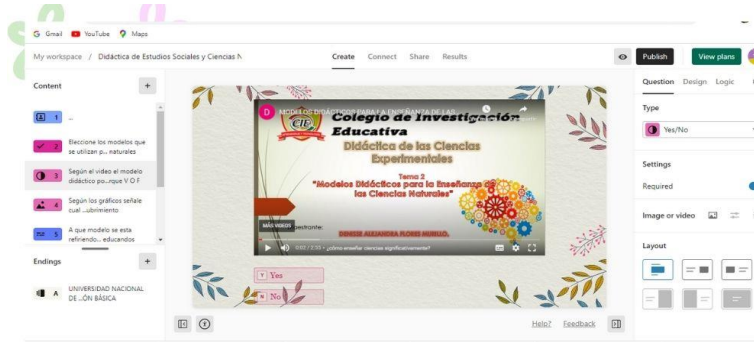 Gmail YouTube Maps
My workspace / Didáctica de Estudios Sociales y Ciencias N
Create Connect Share Results
Publish View plans
Content +
1 ..
2 Eleccione los modelos que
se utilizan p... naturales
3 Según el video el modelo
didáctico po...rque V O F
4 Según los gráficos señale
cual ...ubrimiento
5 A que modelo se esta
refiriendo... educandos
Endings +
A UNIVERSIDAD NACIONAL
DE ...ÓN BÁSICA
D MODELOS DIDÁCTICOS PARA LA ENSEÑANZA DE LAS
CIE
Colegio de Investigación
Educativa
Didáctica de las Ciencias
Experimentales
Tema 2
"Modelos Didácticos para la Enseñanza de
las Ciencias Naturales"
MÁS VIDEOS aestrante:
DENISSE ALEJANDRA FLORES MURILLO.
0:02 / 2:33 • ¿cómo enseñar ciencias significativamente?
Y Yes
N No
Help? Feedback
Question Design Logic
Type
Yes/No
Settings
Required
Image or video
Layout